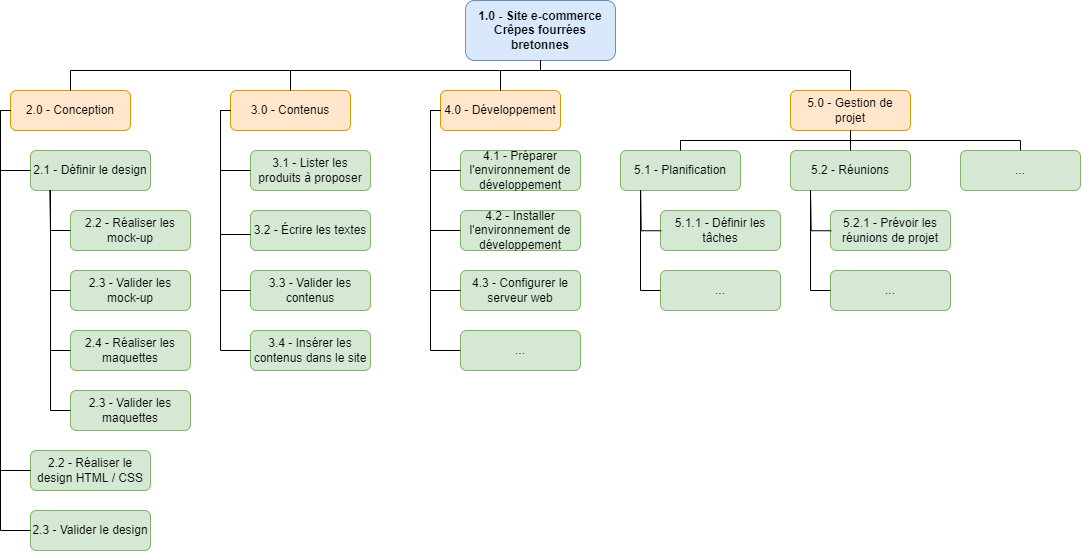 1.0 - Site e-commerce
Crêpes fourrées
bretonnes
2.0 - Conception
2.1 - Définir le design
2.2 - Réaliser les
mock-up
2.3 - Valider les
mock-up
2.4 - Réaliser les
maquettes
2.3 - Valider les
maquettes
2.2 - Réaliser le
design HTML / CSS
2.3 - Valider le design
3.0 - Contenus
3.1 - Lister les
produits à proposer
3.2 - Écrire les textes
3.3 - Valider les
contenus
3.4 - Insérer les
contenus dans le site
4.0 - Développement
4.1 - Préparer
l'environnement de
développement
4.2 - Installer
l'environnement de
développement
4.3 - Configurer le
serveur web
...
5.0 - Gestion de
projet
5.1 - Planification
5.1.1 - Définir les
tâches
...
5.2 - Réunions
5.2.1 - Prévoir les
réunions de projet
...
...